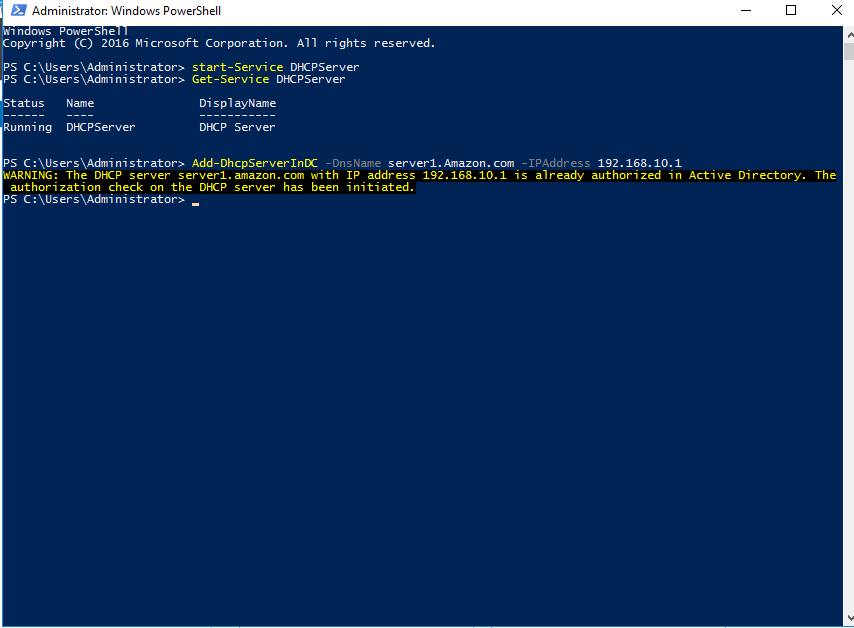 Administrator: Windows PowerShell
Windows PowerShell
Copyright (C) 2016 Microsoft Corporation. All rights reserved.
PS C:\Users\Administrator> start-Service DHCPServer
PS C:\Users\Administrator> Get-Service DHCPServer
Status   Name               DisplayName
------   ----               -----------
Running  DHCPServer         DHCP Server
PS C:\Users\Administrator> Add-DhcpServerInDC -DnsName server1.Amazon.com -IPAddress 192.168.10.1
WARNING: The DHCP server server1.amazon.com with IP address 192.168.10.1 is already authorized in Active Directory. The
 authorization check on the DHCP server has been initiated.
PS C:\Users\Administrator> _